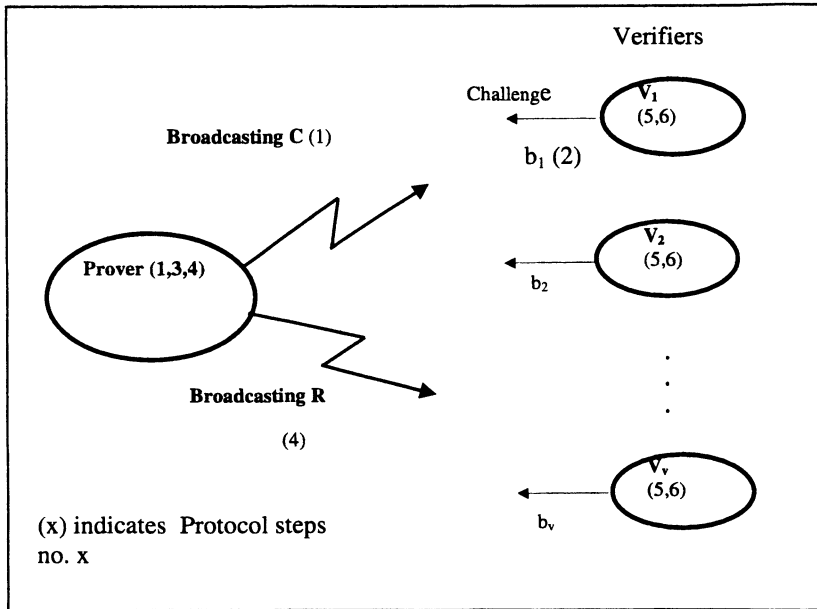 Verifiers
Challenge
V1
(5,6)
Broadcasting C (1)
b1 (2)
V2
(5,6)
Prover (1,3,4)
b2
.
.
.
Broadcasting R
(4)
Vv
(5,6)
bv
(x) indicates Protocol steps
no. x